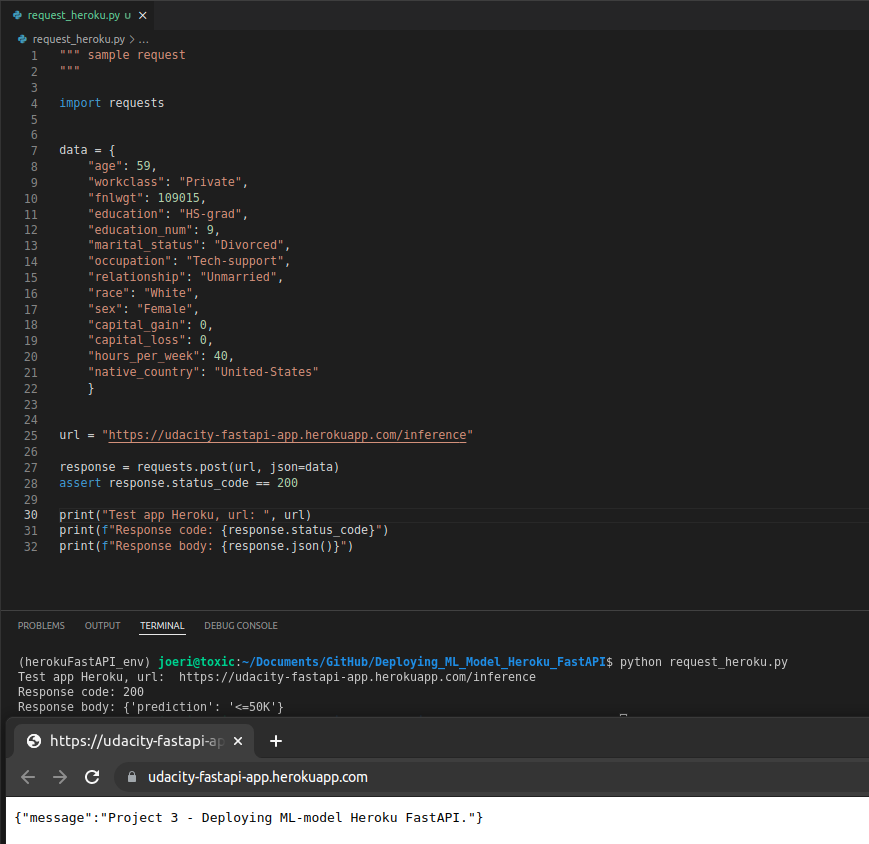 request_heroku.py U
request_heroku.py > ...
1 """ sample request
2 """
3
4 import requests
5
6
7 data = {
8 "age": 59,
9 "workclass": "Private",
10 "fnlwgt": 109015,
11 "education": "HS-grad",
12 "education_num": 9,
13 "marital_status": "Divorced",
14 "occupation": "Tech-support",
15 "relationship": "Unmarried",
16 "race": "White",
17 "sex": "Female",
18 "capital_gain": 0,
19 "capital_loss": 0,
20 "hours_per_week": 40,
21 "native_country": "United-States"
22 }
23
24
25 url = "https://udacity-fastapi-app.herokuapp.com/inference"
26
27 response = requests.post(url, json=data)
28 assert response.status_code == 200
29
30 print("Test app Heroku, url: ", url)
31 print(f"Response code: {response.status_code}")
32 print(f"Response body: {response.json()}")
PROBLEMS OUTPUT TERMINAL DEBUG CONSOLE
(herokuFastAPI_env) joeri@toxic:~/Documents/GitHub/Deploying_ML_Model_Heroku_FastAPI$ python request_heroku.py
Test app Heroku, url:  https://udacity-fastapi-app.herokuapp.com/inference
Response code: 200
Response body: {'prediction': '<=50K'}
https://udacity-fastapi-ap
udacity-fastapi-app.herokuapp.com
{"message":"Project 3 - Deploying ML-model Heroku FastAPI."}